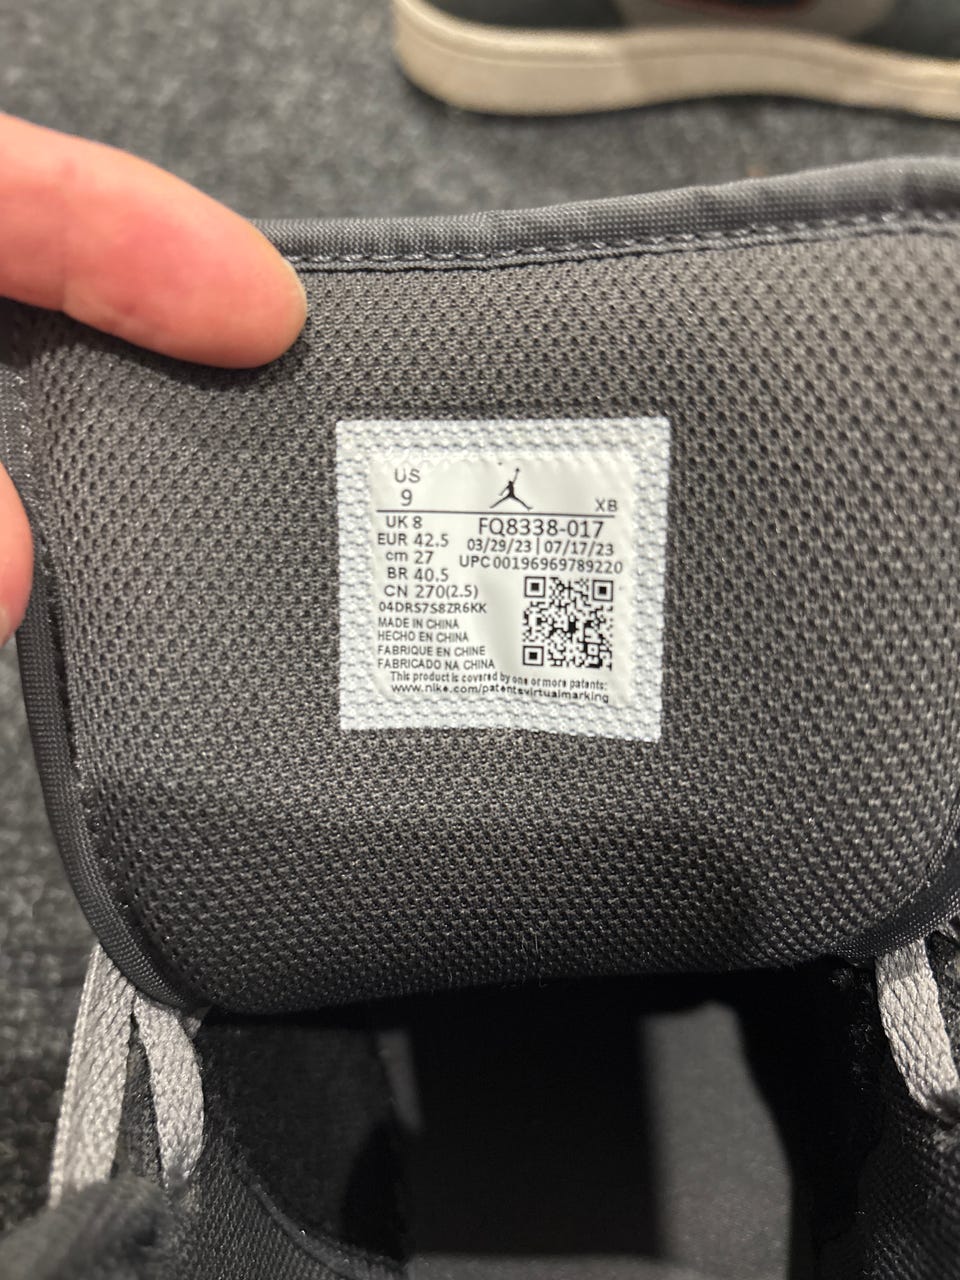 US
9
XB
UK 8
EUR 42.5
cm 27
BR 40.5
CN 270(2.5)
04DRS7S8ZR6KK
FQ8338-017
03/29/23 | 07/17/23
UPC 00196969789220
MADE IN CHINA
HECHO EN CHINA
FABRIQUE EN CHINE
FABRICADO NA CHINA
This product is covered by one or more patents:
www.nike.com/patentsvirtualmarking